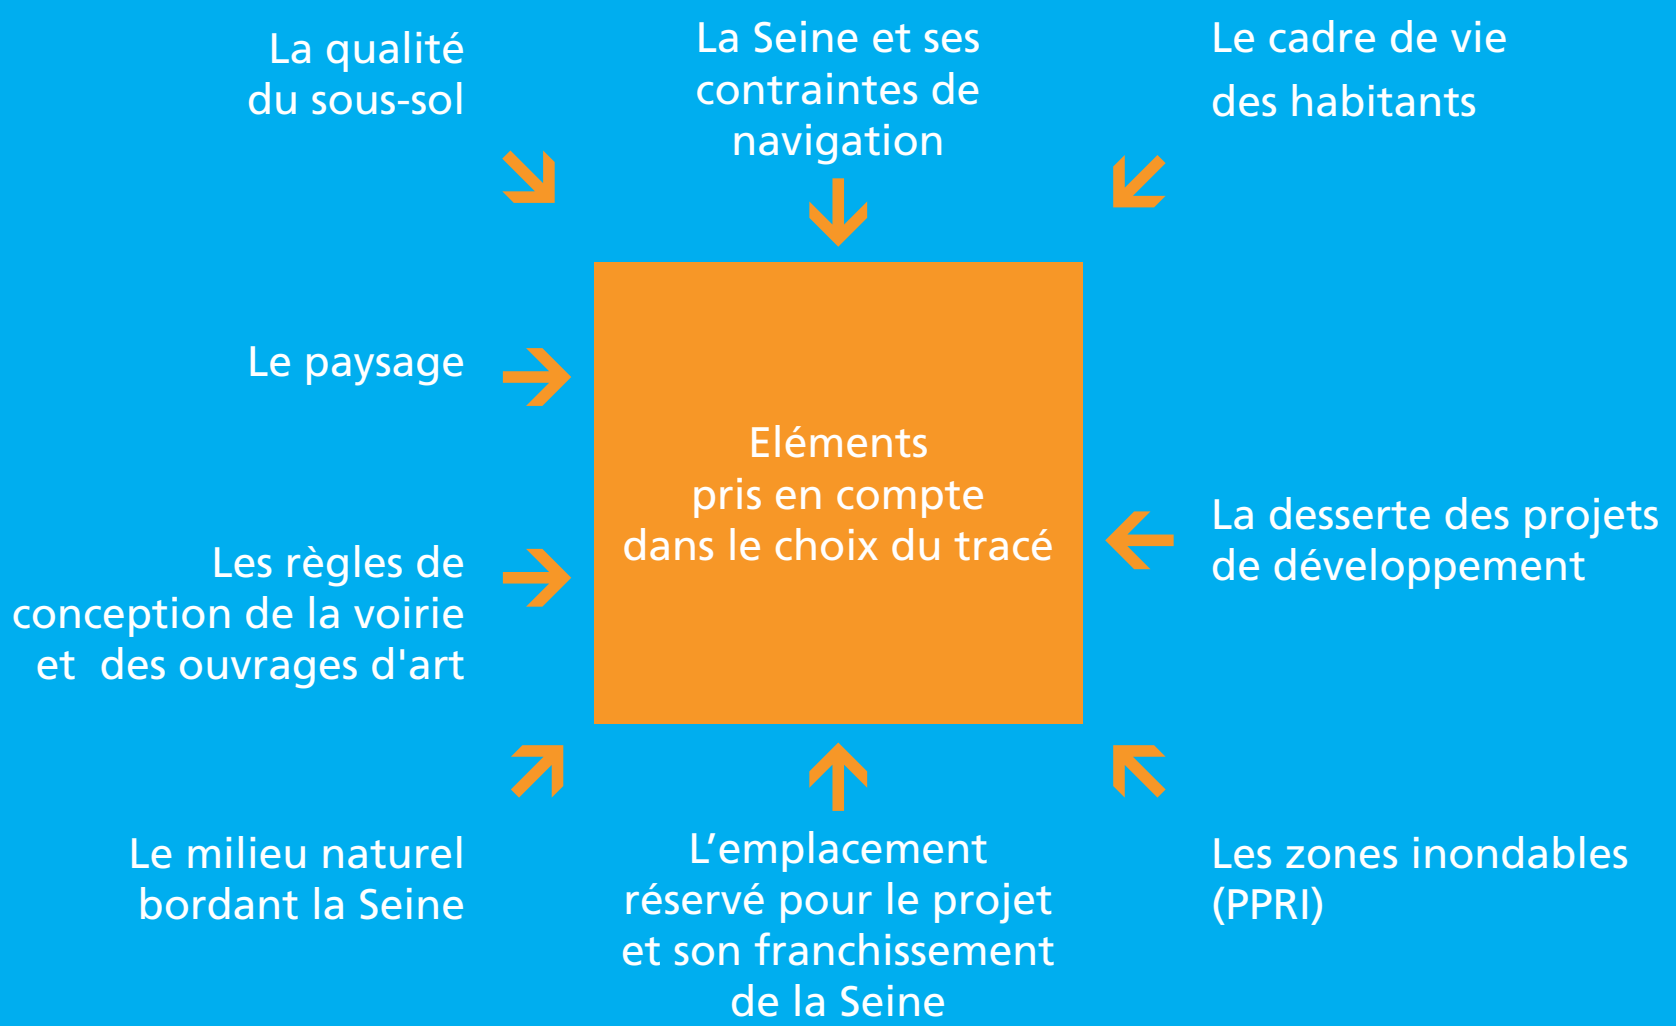 La qualité
du sous-sol
La Seine et ses
contraintes de
navigation
Le cadre de vie
des habitants
Le paysage
Eléments
pris en compte
dans le choix du tracé
Les règles de
conception de la voirie
et  des ouvrages d'art
La desserte des projets
de développement
Le milieu naturel
bordant la Seine
L’emplacement
réservé pour le projet
et son franchissement
de la Seine
Les zones inondables
(PPRI)